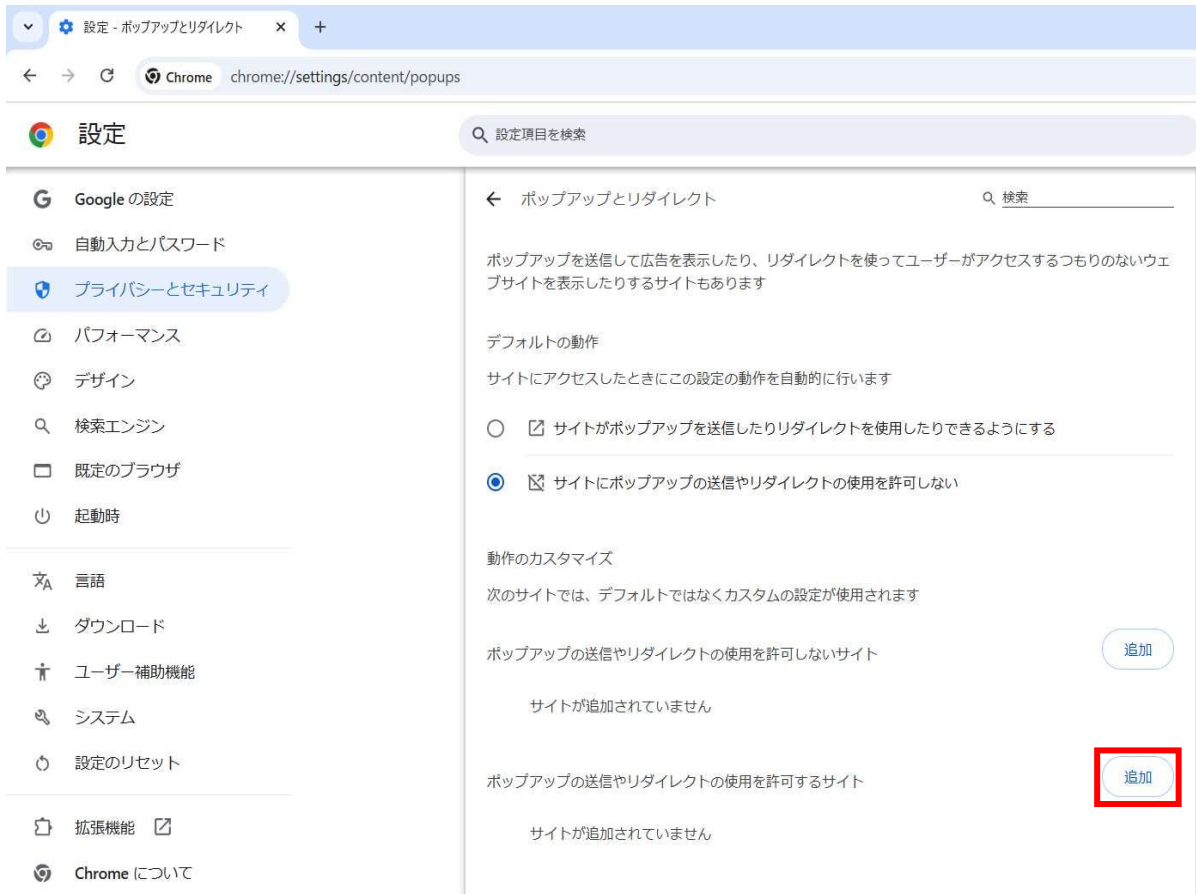 設定 - ポップアップとリダイレクト
Chrome chrome://settings/content/popups
設定
設定項目を検索
Google の設定
自動入力とパスワード
プライバシーとセキュリティ
パフォーマンス
デザイン
検索エンジン
既定のブラウザ
起動時
言語
ダウンロード
ユーザー補助機能
システム
設定のリセット
拡張機能
Chrome について
ポップアップとリダイレクト
検索
ポップアップを送信して広告を表示したり、リダイレクトを使ってユーザーがアクセスするつもりのないウェ
ブサイトを表示したりするサイトもあります
デフォルトの動作
サイトにアクセスしたときにこの設定の動作を自動的に行います
サイトがポップアップを送信したりリダイレクトを使用したりできるようにする
サイトにポップアップの送信やリダイレクトの使用を許可しない
動作のカスタマイズ
次のサイトでは、デフォルトではなくカスタムの設定が使用されます
ポップアップの送信やリダイレクトの使用を許可しないサイト
追加
サイトが追加されていません
ポップアップの送信やリダイレクトの使用を許可するサイト
追加
サイトが追加されていません